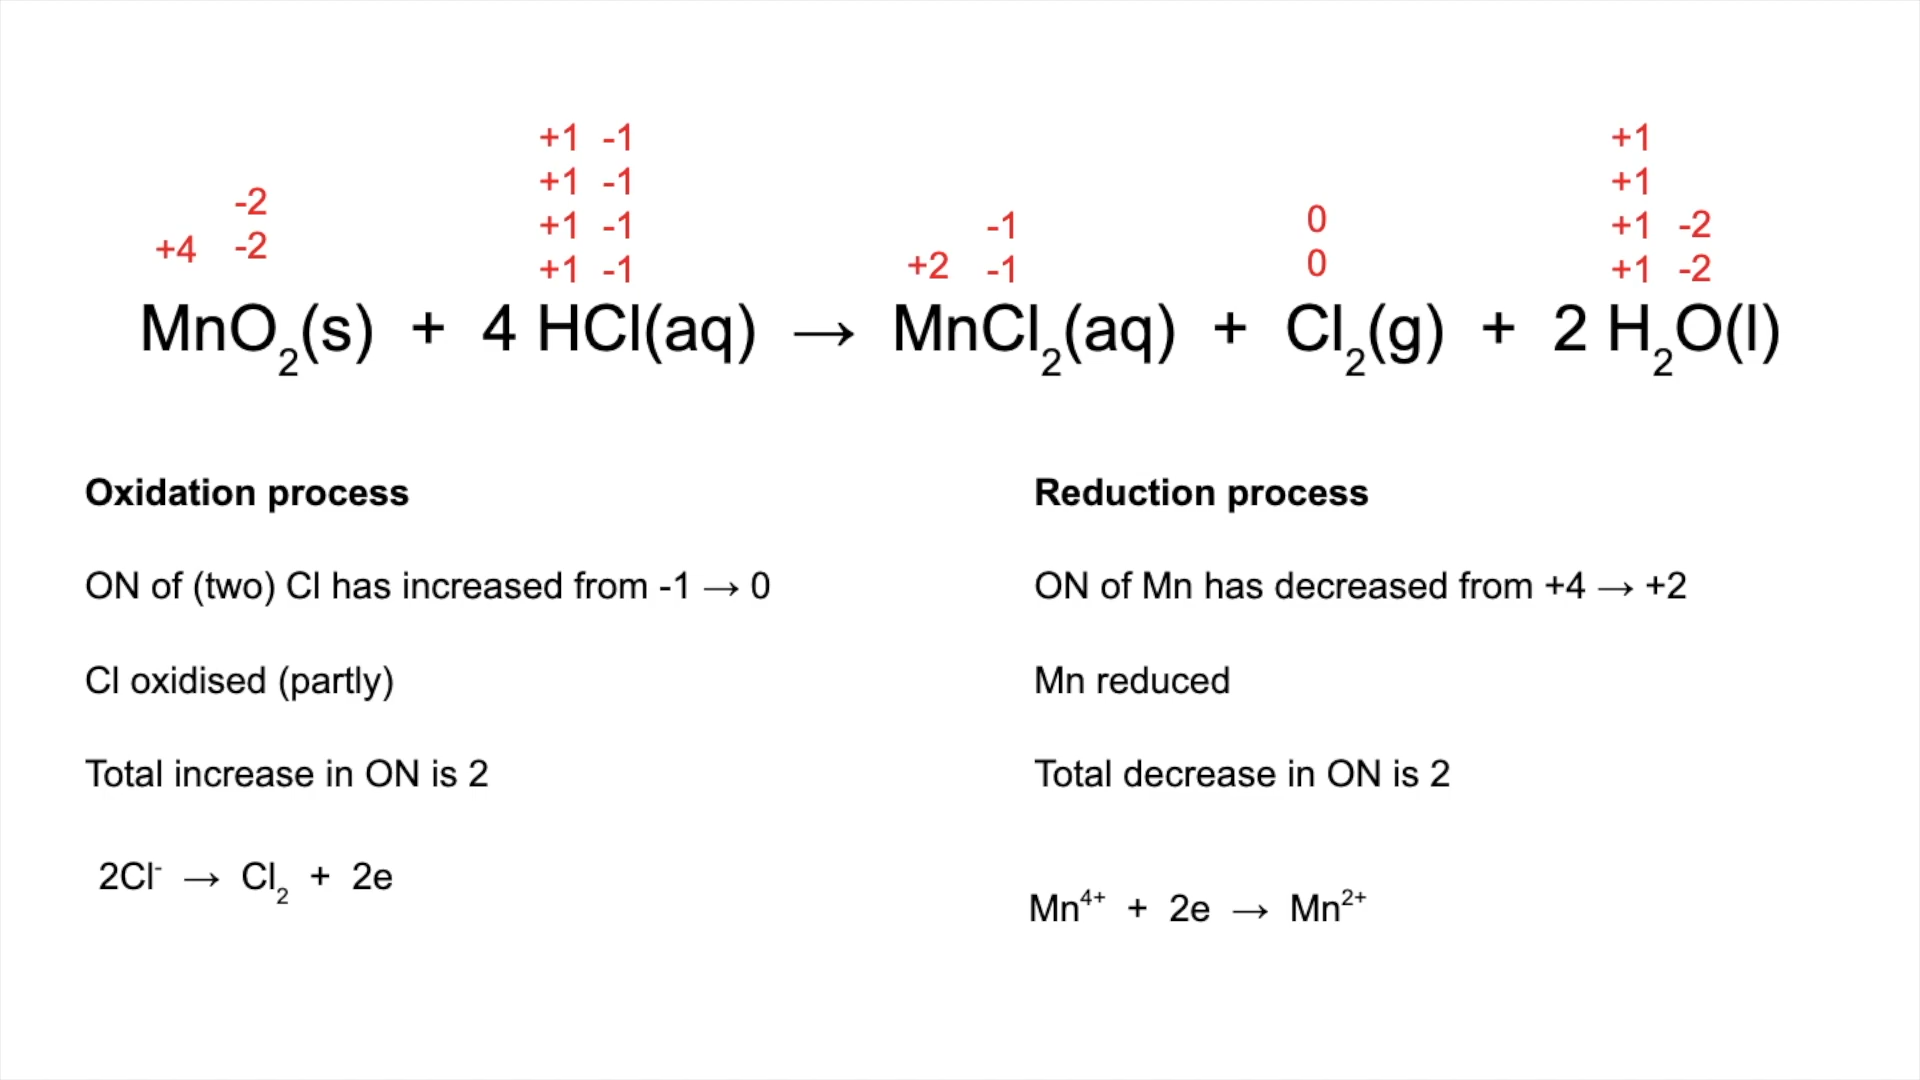 +1 -1 +1
-2 +1 -1 +1
+4 -2 +1 -1 -1 0 +1 -2
+1 -1 +2 -1 0 +1 -2
MnO₂(s) + 4 HCl(aq) → MnCl₂(aq) + Cl₂(g) + 2 H₂O(l)
Oxidation process
ON of (two) Cl has increased from -1 → 0
Cl oxidised (partly)
Total increase in ON is 2
2Cl⁻ → Cl₂ + 2e
Reduction process
ON of Mn has decreased from +4 → +2
Mn reduced
Total decrease in ON is 2
Mn⁴⁺ + 2e → Mn²⁺